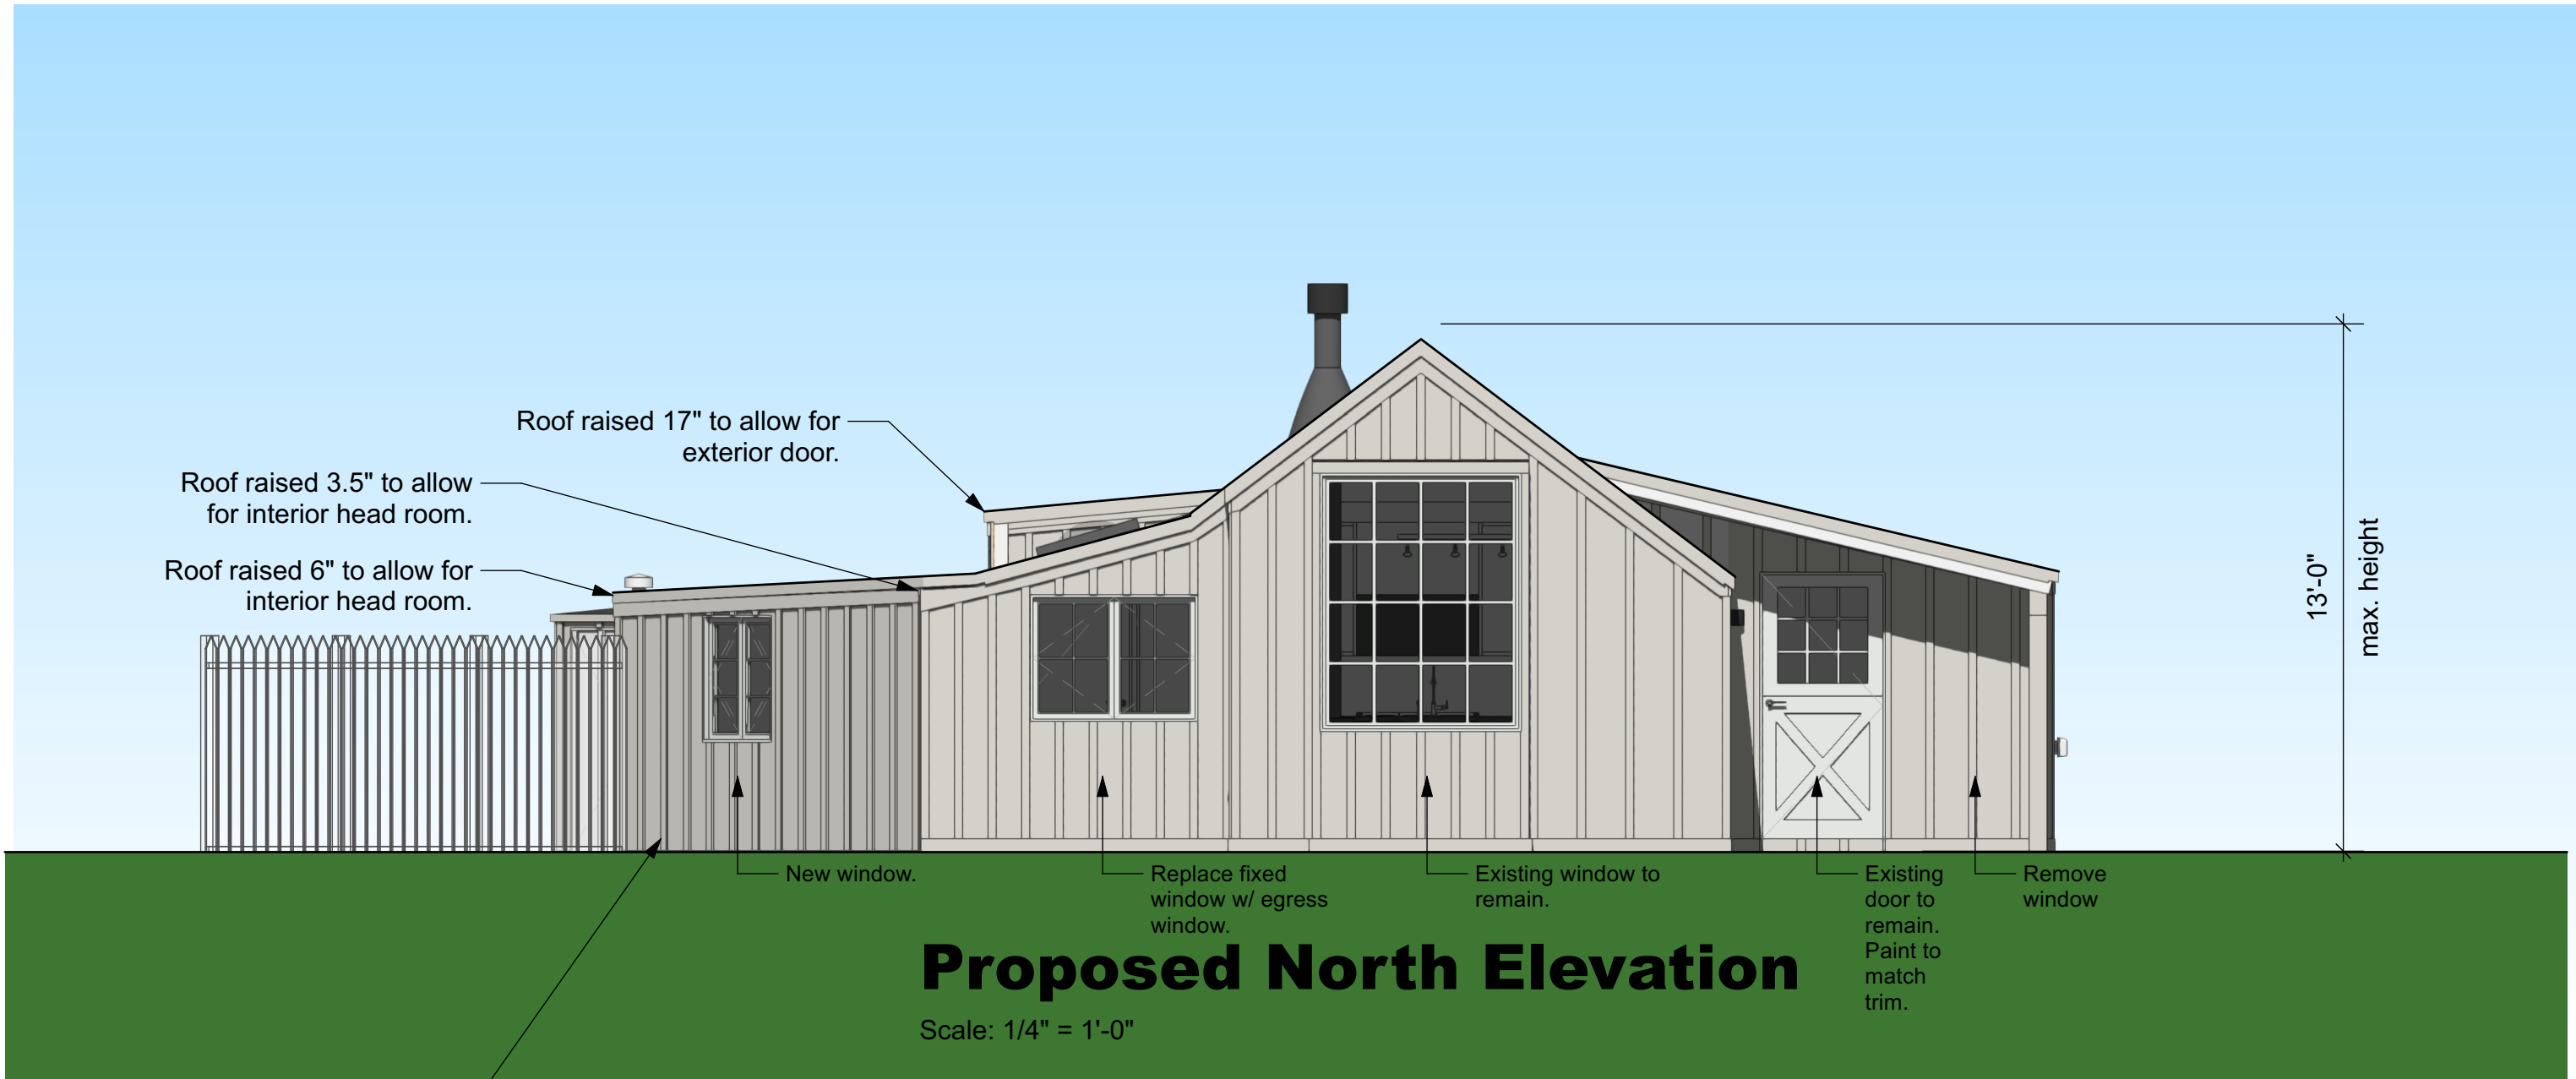 Roof raised 17" to allow for
exterior door.
Roof raised 3.5" to allow
for interior head room.
Roof raised 6" to allow for
interior head room.
13'-0"
max. height
New window.
Replace fixed
window w/ egress
window.
Existing window to
remain.
Existing
door to
remain.
Paint to
match
trim.
Remove
window
Proposed North Elevation
Scale: 1/4" = 1'-0"